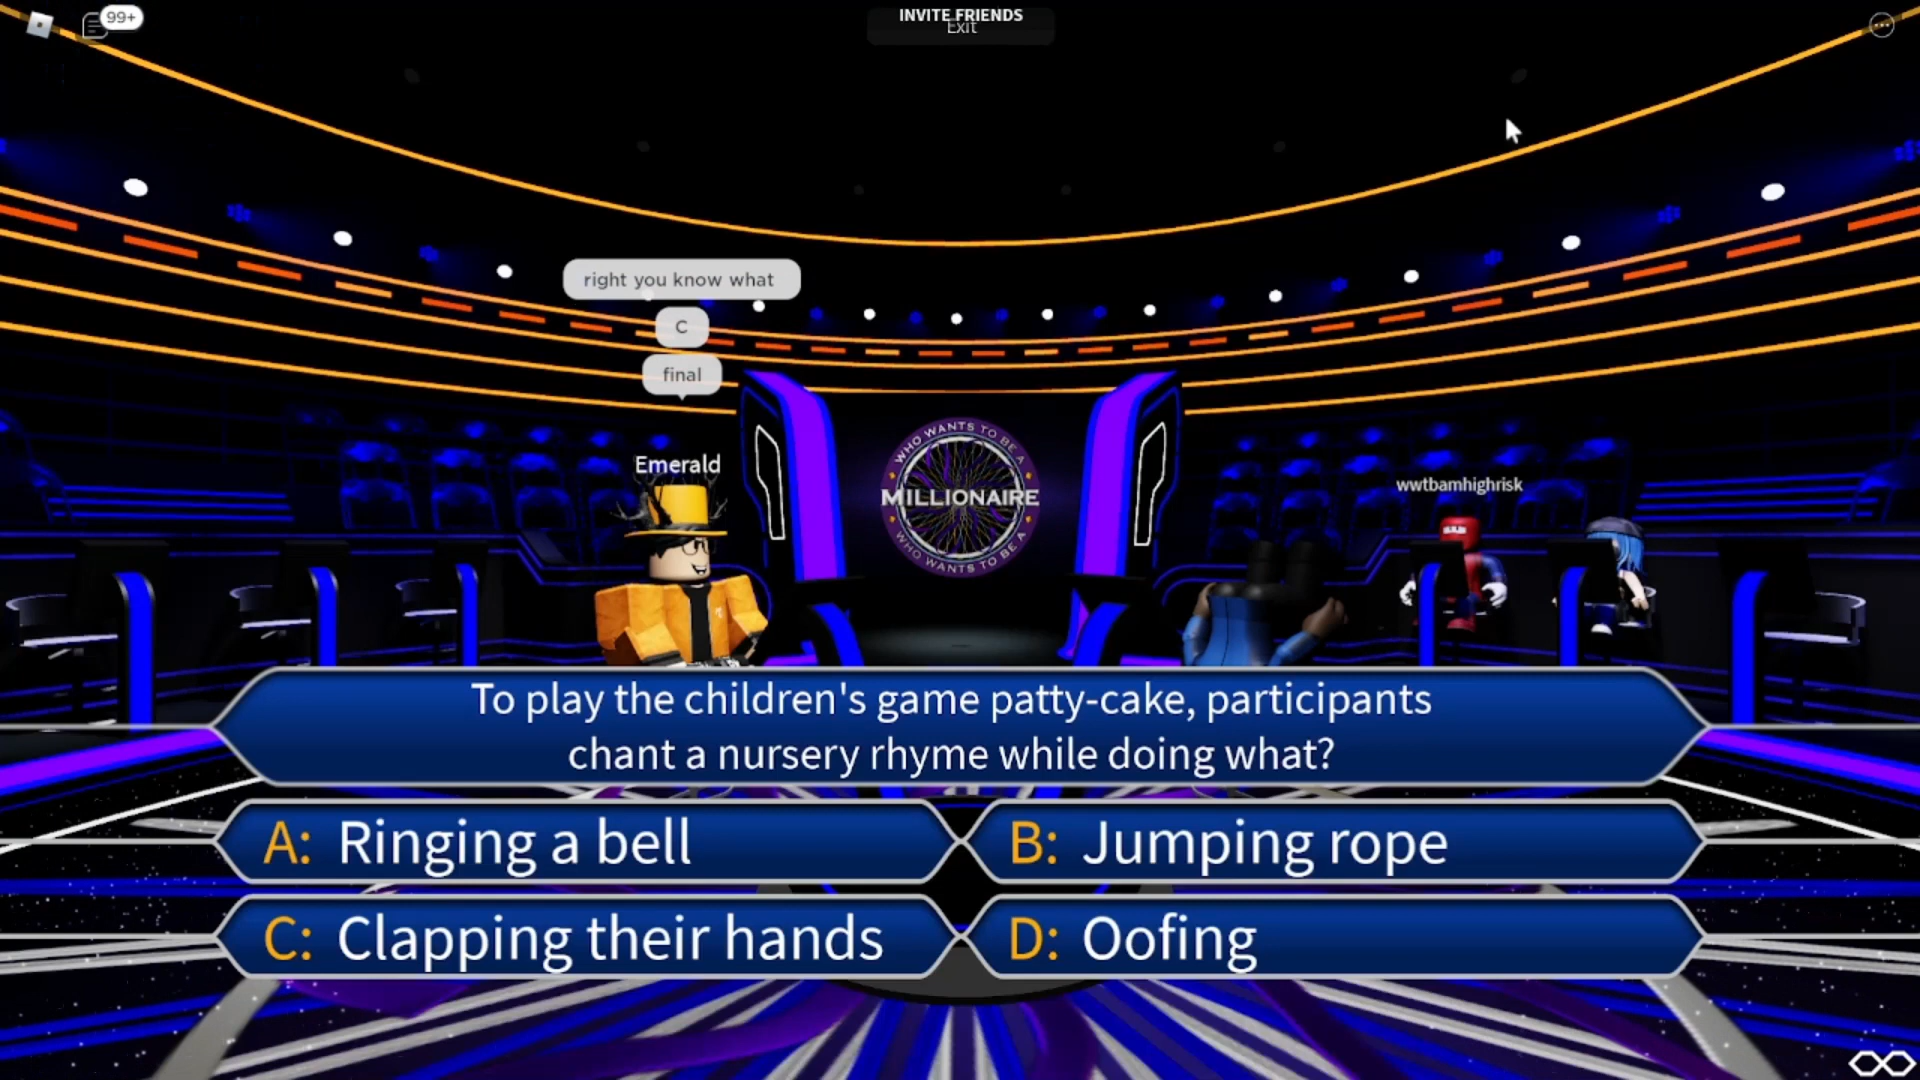 99+
INVITE FRIENDS
Exit
right you know what
C
final
Emerald
WHO WANTS TO BE A
MILLIONAIRE
WHO WANTS TO BE A
wwtbamhighrisk
To play the children's game patty-cake, participants
chant a nursery rhyme while doing what?
A: Ringing a bell
B: Jumping rope
C: Clapping their hands
D: Oofing